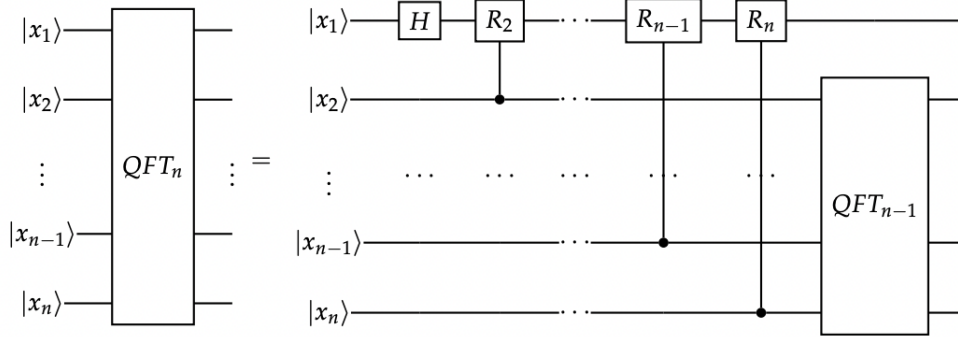 |x₁⟩ |x₁⟩ H R₂ ··· Rₙ₋₁ Rₙ
|x₂⟩ |x₂⟩ ···
⋮ QFTₙ ⋮ = ⋮ ··· ··· ··· ··· ··· QFTₙ₋₁
|xₙ₋₁⟩ |xₙ₋₁⟩ ···
|xₙ⟩ |xₙ⟩ ···